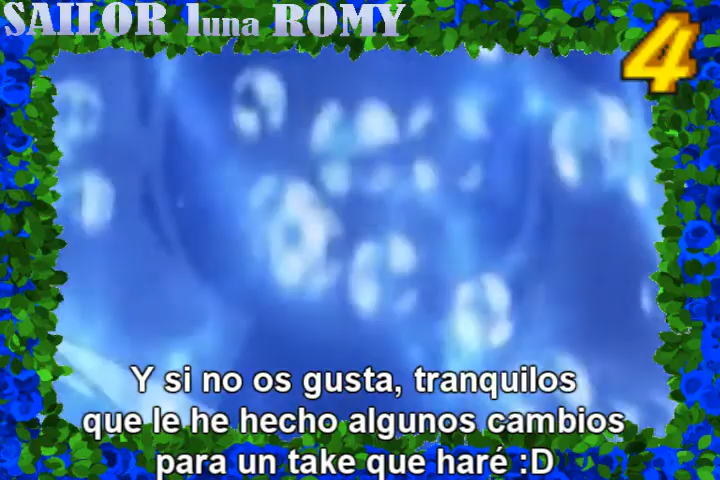 SAILOR luna ROMY
4
Y si no os gusta, tranquilos
que le he hecho algunos cambios
para un take que haré :D